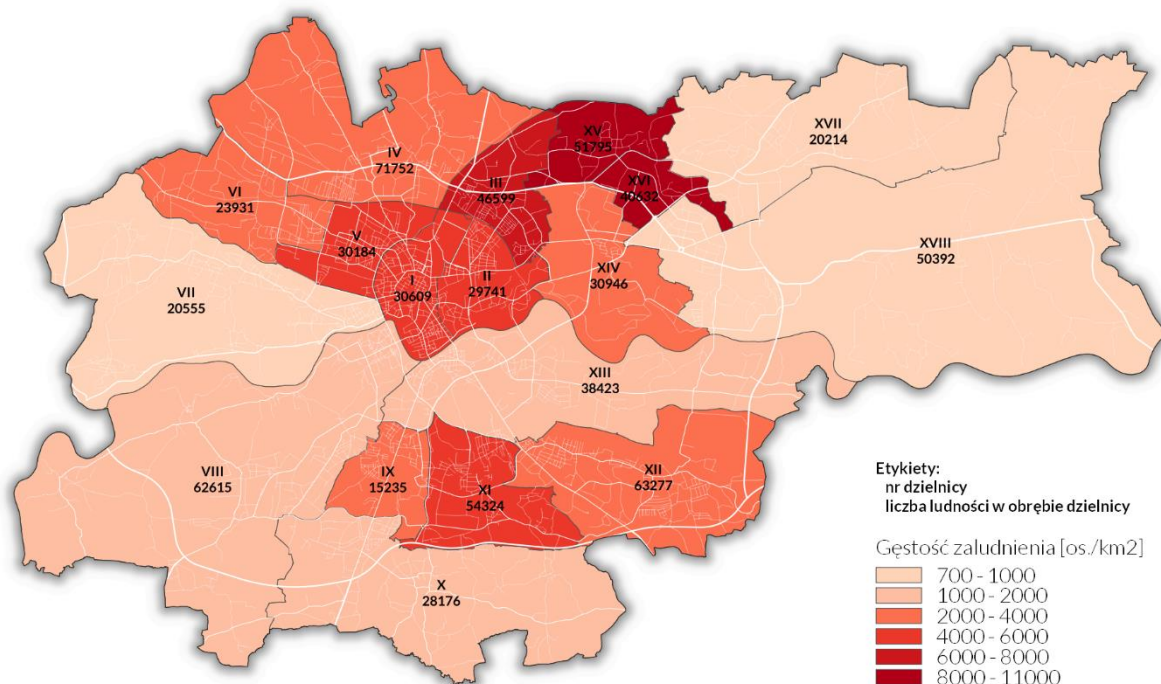 XV
51795
XVII
20214
IV
71752
III
46599
XVI
40632
VI
23931
V
30184
XVIII
50392
I
30609
II
29741
XIV
30946
VII
20555
XIII
38423
VIII
62615
IX
15235
XI
54324
XII
63277
X
28176
Etykiety:
nr dzielnicy
liczba ludności w obrębie dzielnicy
Gęstość zaludnienia [os./km2]
700 - 1000
1000 - 2000
2000 - 4000
4000 - 6000
6000 - 8000
8000 - 11000